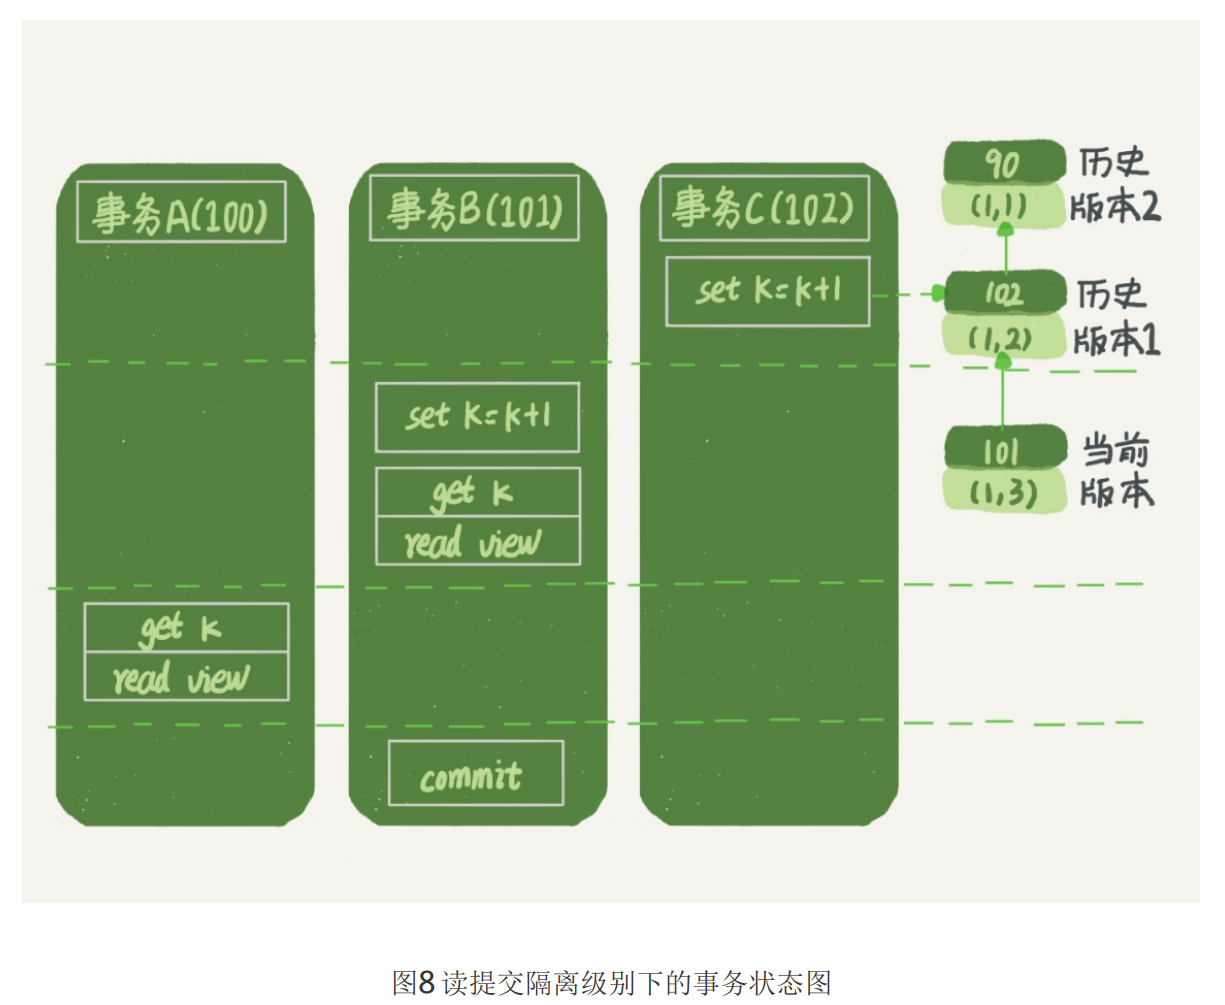 事务A(100)
事务B(101)
事务C(102)
90
历史
(1,1)
版本2
set k=k+1
102
历史
(1,2)
版本1
set k=k+1
101
当前
(1,3)
版本
get k
read view
get k
read view
commit
图8 读提交隔离级别下的事务状态图